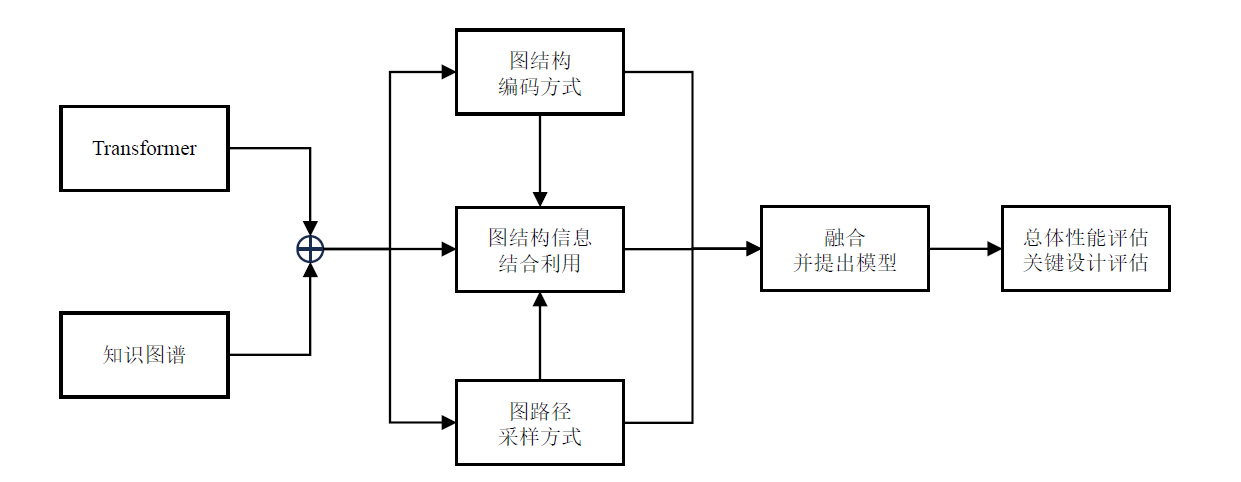 Transformer
知识图谱
图结构
编码方式
图结构信息
结合利用
图路径
采样方式
融合
并提出模型
总体性能评估
关键设计评估